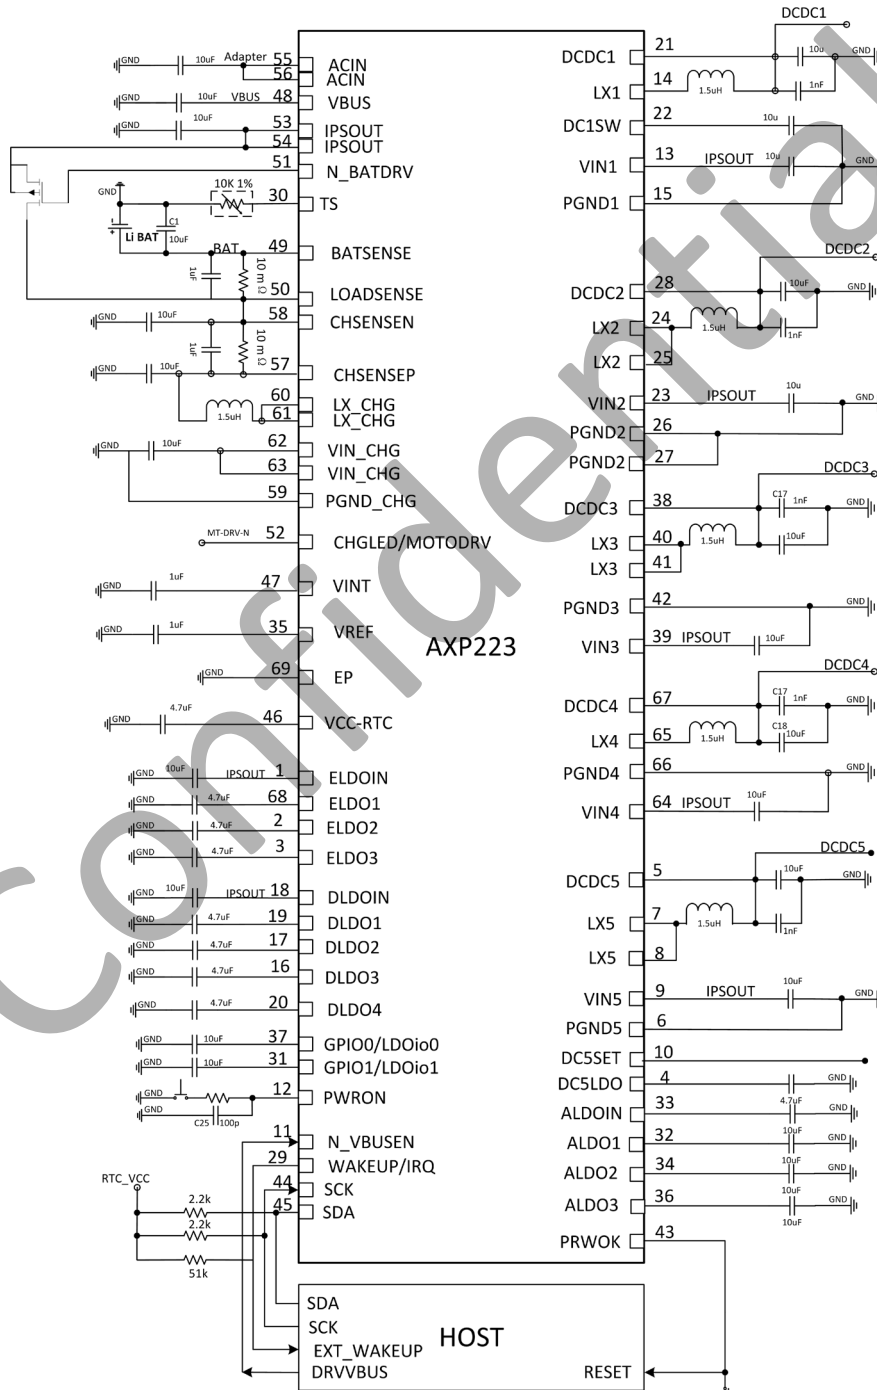 DCDC1
GND 10uF Adapter 55 ACIN
56 ACIN
GND 10uF VBUS 48 VBUS
GND 10uF 53 IPSOUT
54 IPSOUT
51 N_BATDRV
10K 1%
GND 30 TS
C1
Li BAT 10uF
BAT 49 BATSENSE
1uF 10 mΩ
50 LOADSENSE
GND 10uF 58 CHSENSEN
1uF 10 mΩ
GND 10uF 57 CHSENSEP
60 LX_CHG
1.5uH 61 LX_CHG
GND 10uF 62 VIN_CHG
63 VIN_CHG
59 PGND_CHG
MT-DRV-N 52 CHGLED/MOTODRV
GND 1uF 47 VINT
GND 1uF 35 VREF
GND 69 EP
GND 4.7uF 46 VCC-RTC
GND 10uF IPSOUT 1 ELDOIN
GND 4.7uF 68 ELDO1
GND 4.7uF 2 ELDO2
GND 4.7uF 3 ELDO3
GND 10uF IPSOUT 18 DLDOIN
GND 4.7uF 19 DLDO1
GND 4.7uF 17 DLDO2
GND 4.7uF 16 DLDO3
GND 4.7uF 20 DLDO4
GND 10uF 37 GPIO0/LDOio0
GND 10uF 31 GPIO1/LDOio1
GND 12 PWRON
GND C25 100p
11 N_VBUSEN
29 WAKEUP/IRQ
RTC_VCC 44 SCK
2.2k 45 SDA
2.2k
51k
AXP223
DCDC1 21 10u GND
LX1 14 1.5uH 1nF
DC1SW 22 10u
VIN1 13 IPSOUT 10u GND
PGND1 15
DCDC2
DCDC2 28 10uF GND
LX2 24 1.5uH 1nF
LX2 25
VIN2 23 IPSOUT 10u GND
PGND2 26
PGND2 27
DCDC3
DCDC3 38 C17 1nF GND
LX3 40 1.5uH 10uF
LX3 41
PGND3 42 GND
VIN3 39 IPSOUT 10uF
DCDC4
DCDC4 67 C17 1nF GND
LX4 65 1.5uH C18 10uF
PGND4 66 GND
VIN4 64 IPSOUT 10uF
DCDC5
DCDC5 5 10uF GND
LX5 7 1.5uH 1nF
LX5 8
VIN5 9 IPSOUT 10uF GND
PGND5 6
DC5SET 10
DC5LDO 4 GND
4.7uF
ALDOIN 33 GND
10uF
ALDO1 32 GND
10uF
ALDO2 34 GND
10uF
ALDO3 36 GND
10uF
PRWOK 43
SDA
SCK
HOST
EXT_WAKEUP
DRVVBUS RESET
Confidential